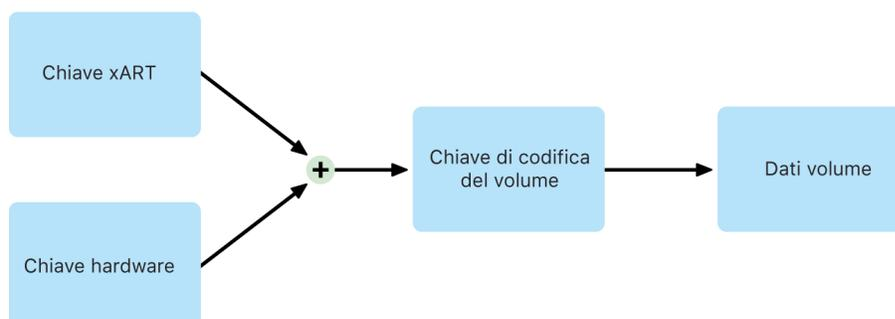 Chiave xART
Chiave di codifica
del volume
Dati volume
Chiave hardware